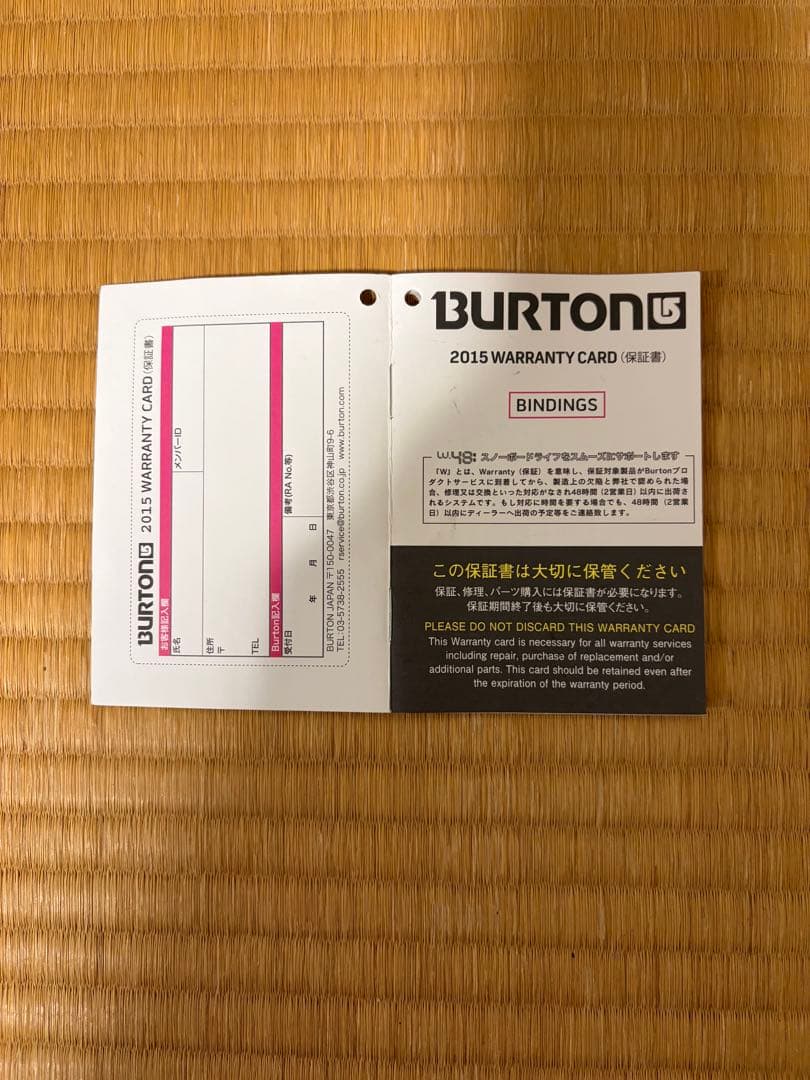 BURTON
2015 WARRANTY CARD（保証書）
お客様記入欄
氏名
メンバーID
住所
〒
TEL
Burton記入欄
受付日
年 月 日
備考(RA No.等)
BURTON JAPAN 〒150-0047 東京都渋谷区神山町9-6
TEL:03-5738-2555 rservice@burton.co.jp www.burton.com
BURTON
2015 WARRANTY CARD（保証書）
BINDINGS
W.48: スノーボードライフをスムーズにサポートします
「W」とは、Warranty（保証）を意味し、保証対象製品がBurtonプロ
ダクトサービスに到着してから、製造上の欠陥と弊社で認められた場
合、修理又は交換といった対応がなされ48時間（2営業日）以内に出荷さ
れるシステムです。もし対応に時間を要する場合でも、48時間（2営業
日）以内にディーラーへ出荷の予定等をご連絡致します。
この保証書は大切に保管ください
保証、修理、パーツ購入には保証書が必要になります。
保証期間終了後も大切に保管ください。
PLEASE DO NOT DISCARD THIS WARRANTY CARD
This Warranty card is necessary for all warranty services
including repair, purchase of replacement and/or
additional parts. This card should be retained even after
the expiration of the warranty period.